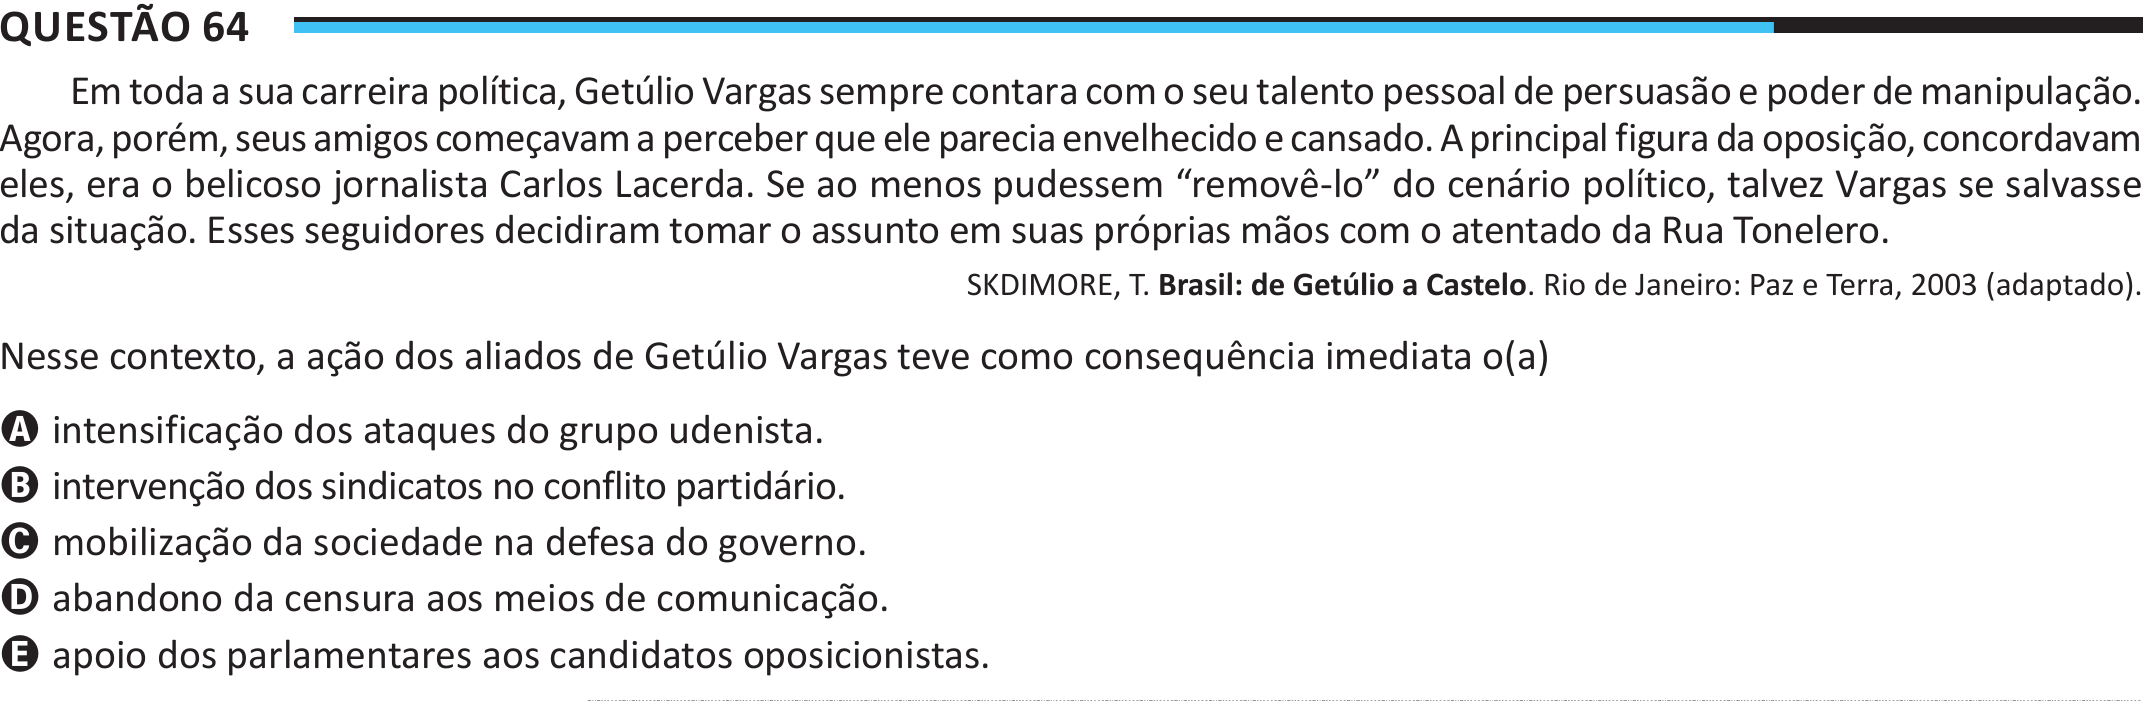 QUESTÃO 64
Em toda a sua carreira política, Getúlio Vargas sempre contara com o seu talento pessoal de persuasão e poder de manipulação.
Agora, porém, seus amigos começavam a perceber que ele parecia envelhecido e cansado. A principal figura da oposição, concordavam
eles, era o belicoso jornalista Carlos Lacerda. Se ao menos pudessem “removê-lo” do cenário político, talvez Vargas se salvasse
da situação. Esses seguidores decidiram tomar o assunto em suas próprias mãos com o atentado da Rua Tonelero.
SKDIMORE, T. Brasil: de Getúlio a Castelo. Rio de Janeiro: Paz e Terra, 2003 (adaptado).
Nesse contexto, a ação dos aliados de Getúlio Vargas teve como consequência imediata o(a)
A intensificação dos ataques do grupo udenista.
B intervenção dos sindicatos no conflito partidário.
C mobilização da sociedade na defesa do governo.
D abandono da censura aos meios de comunicação.
E apoio dos parlamentares aos candidatos oposicionistas.